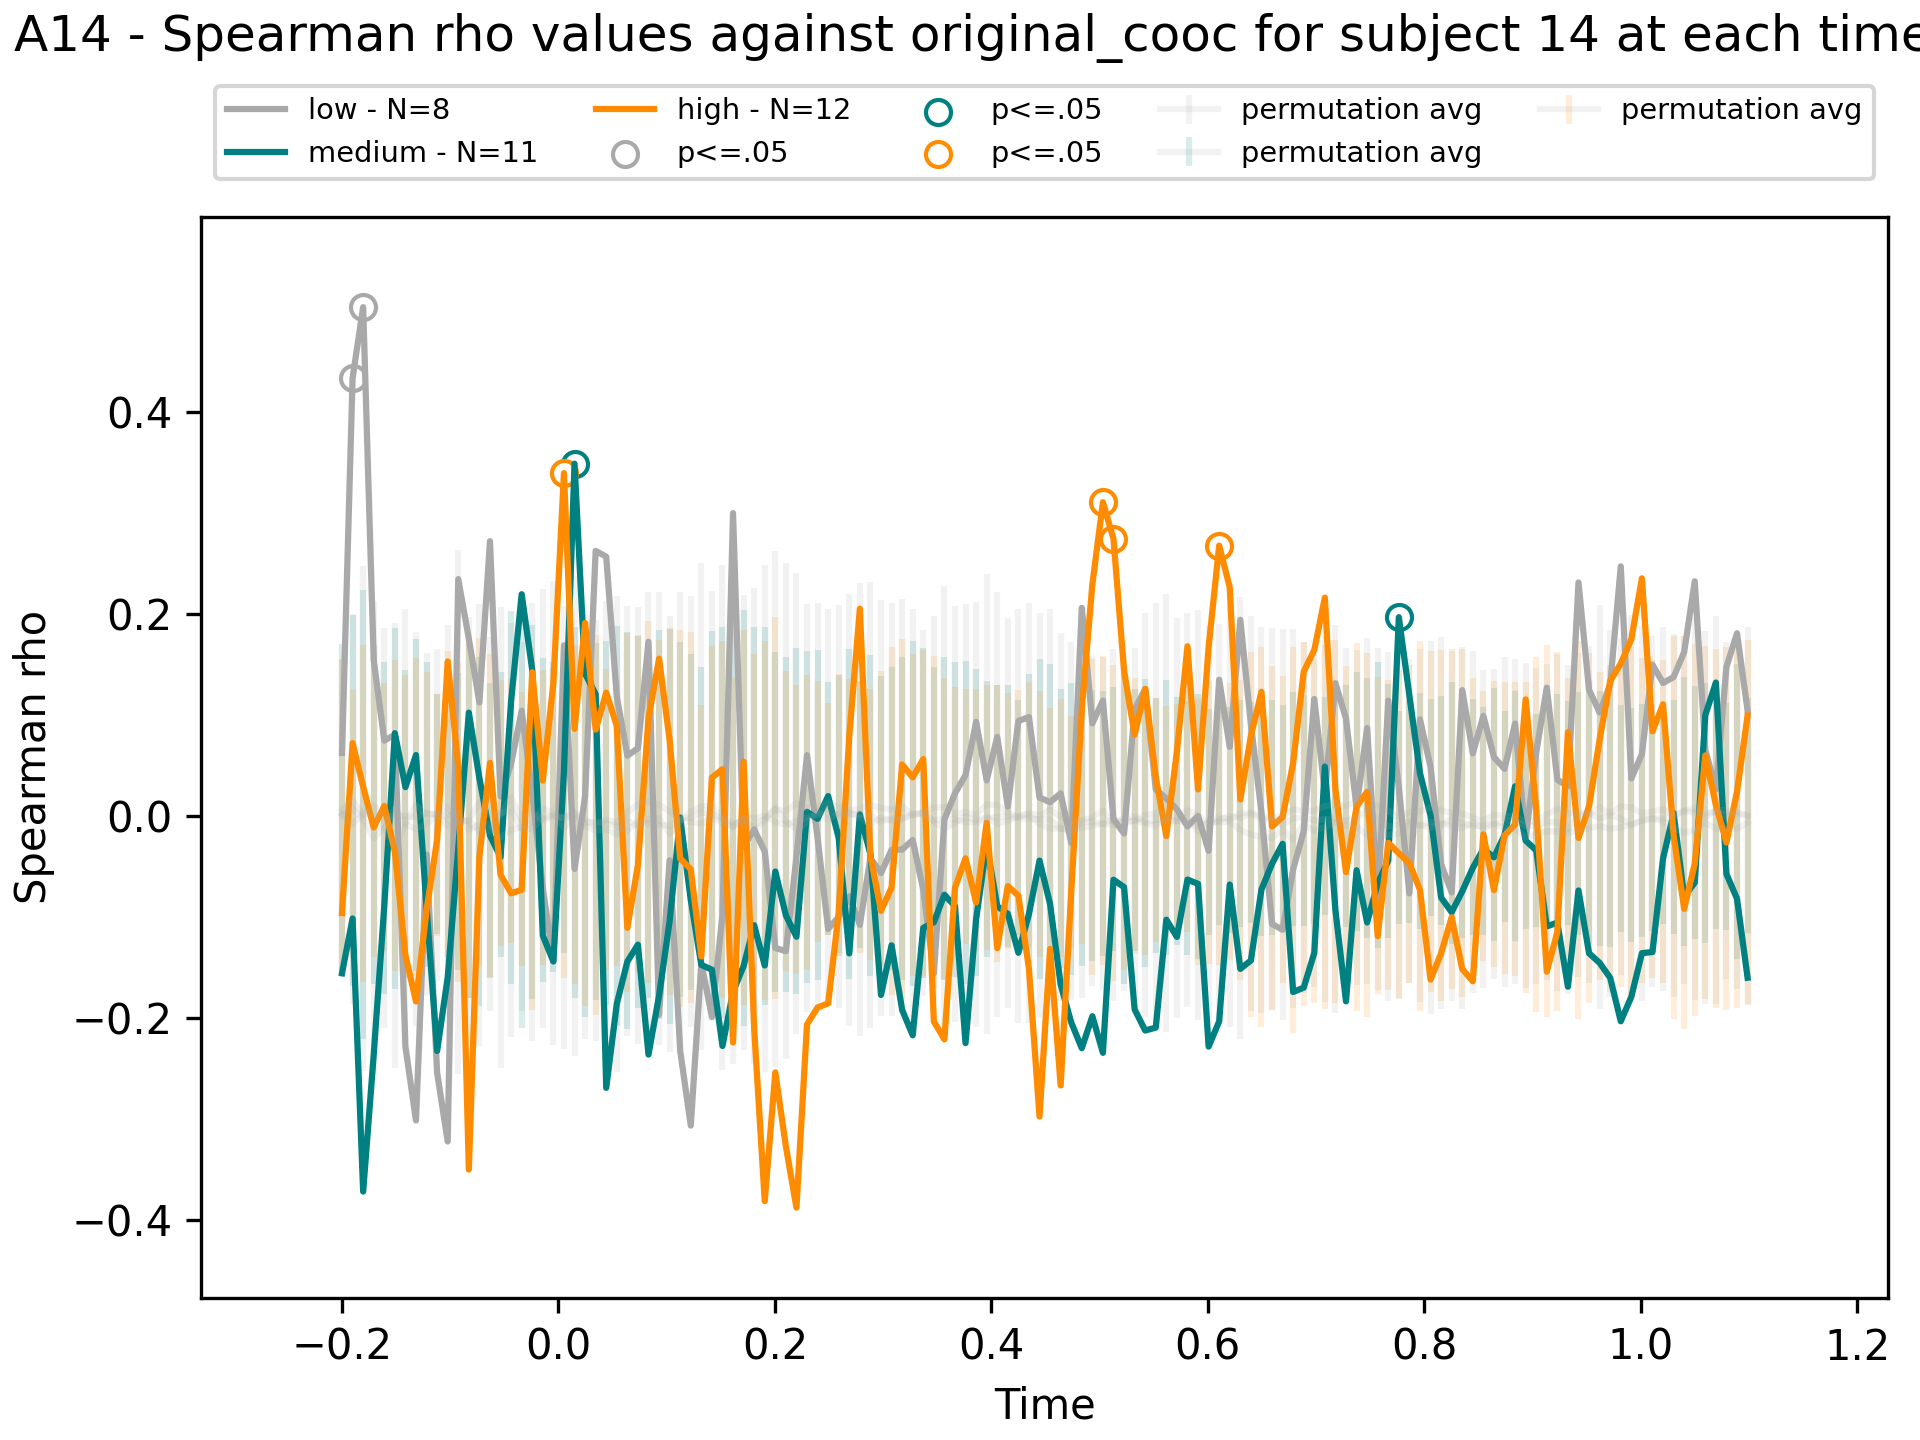 A14 - Spearman rho values against original_cooc for subject 14 at each time
low - N=8 high - N=12 p<=.05 permutation avg permutation avg
medium - N=11 p<=.05 p<=.05 permutation avg
Spearman rho
0.4
0.2
0.0
−0.2
−0.4
−0.2 0.0 0.2 0.4 0.6 0.8 1.0 1.2
Time